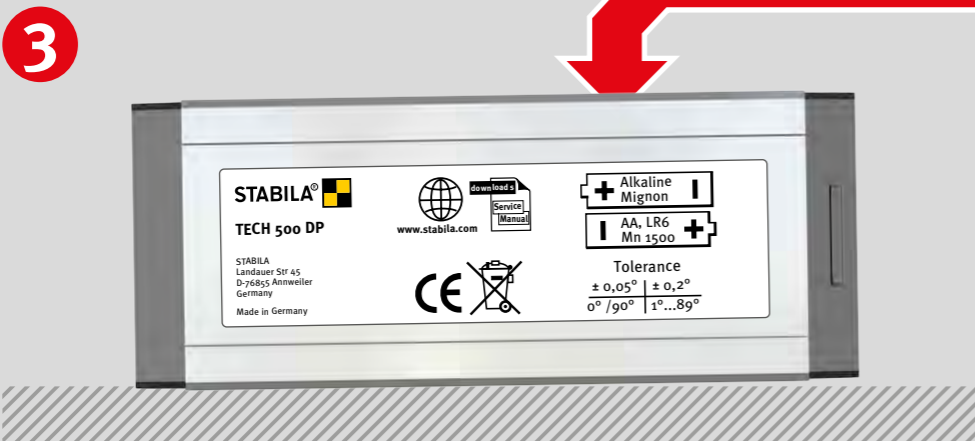 3
STABILA®
TECH 500 DP
STABILA
Landauer Str 45
D-76855 Annweiler
Germany
Made in Germany
downloads
Service
Manual
www.stabila.com
CE
+ Alkaline Mignon –
– AA, LR6 Mn 1500 +
Tolerance
± 0,05° | ± 0,2°
0° /90° | 1°...89°